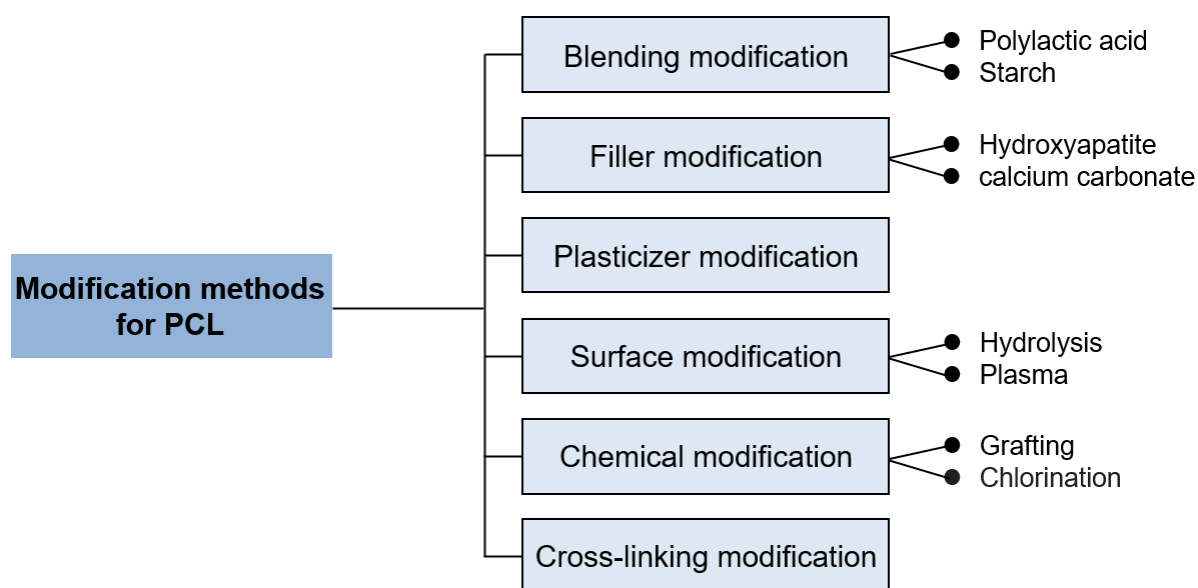 Modification methods
for PCL
Blending modification
Polylactic acid
Starch
Filler modification
Hydroxyapatite
calcium carbonate
Plasticizer modification
Surface modification
Hydrolysis
Plasma
Chemical modification
Grafting
Chlorination
Cross-linking modification